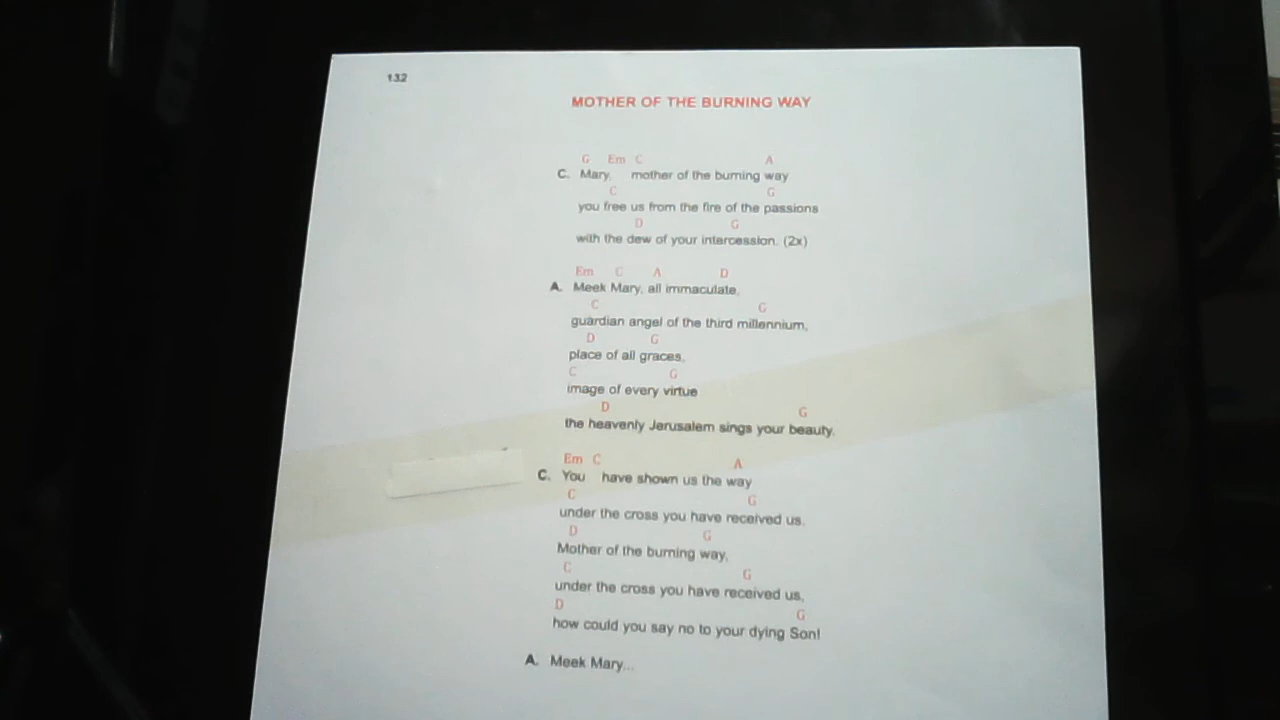 132
MOTHER OF THE BURNING WAY
G Em C A
C. Mary, mother of the burning way
C G
you free us from the fire of the passions
D G
with the dew of your intercession. (2x)
Em C A D
A. Meek Mary, all immaculate,
C G
guardian angel of the third millennium,
D G
place of all graces,
C G
image of every virtue
D G
the heavenly Jerusalem sings your beauty.
Em C A
C. You have shown us the way
C G
under the cross you have received us.
D G
Mother of the burning way,
C G
under the cross you have received us,
D G
how could you say no to your dying Son!
A. Meek Mary...